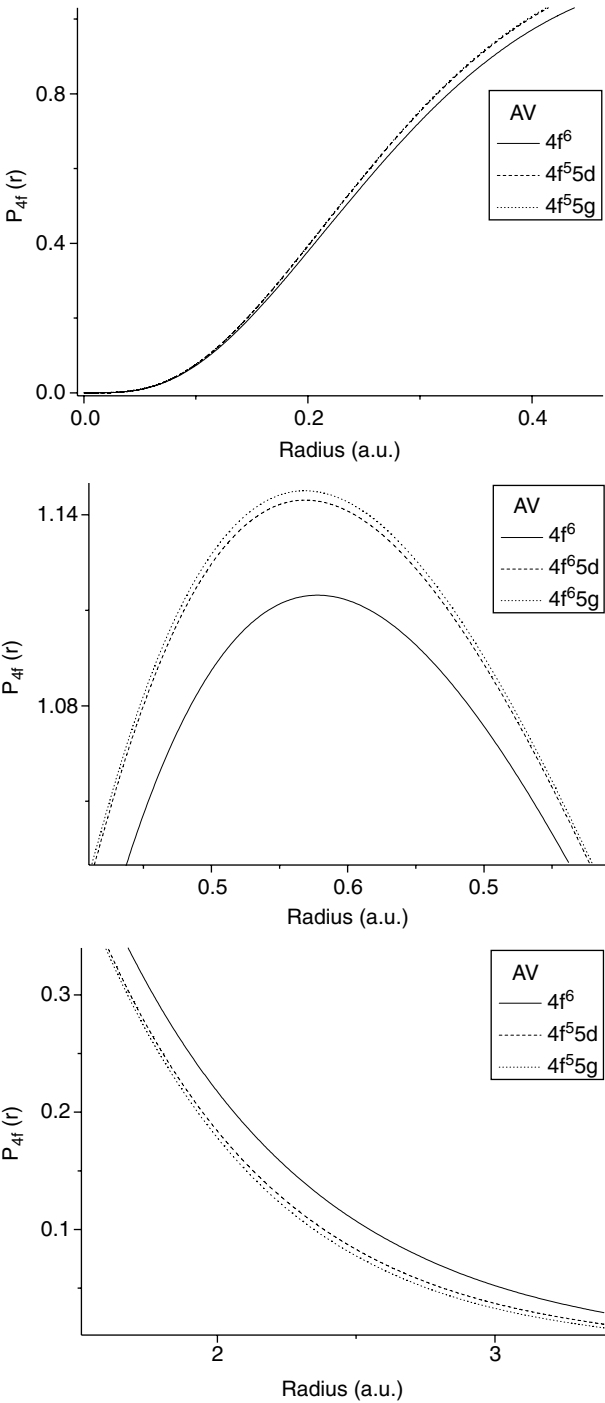 AV
4f⁶
4f⁵5d
4f⁵5g
0.8
0.4
0.0
P₄f (r)
0.0 0.2 0.4
Radius (a.u.)
AV
4f⁶
4f⁶5d
4f⁶5g
1.14
1.08
P₄f (r)
0.5 0.6 0.5
Radius (a.u.)
AV
4f⁶
4f⁵5d
4f⁵5g
0.3
0.2
0.1
P₄f (r)
2 3
Radius (a.u.)